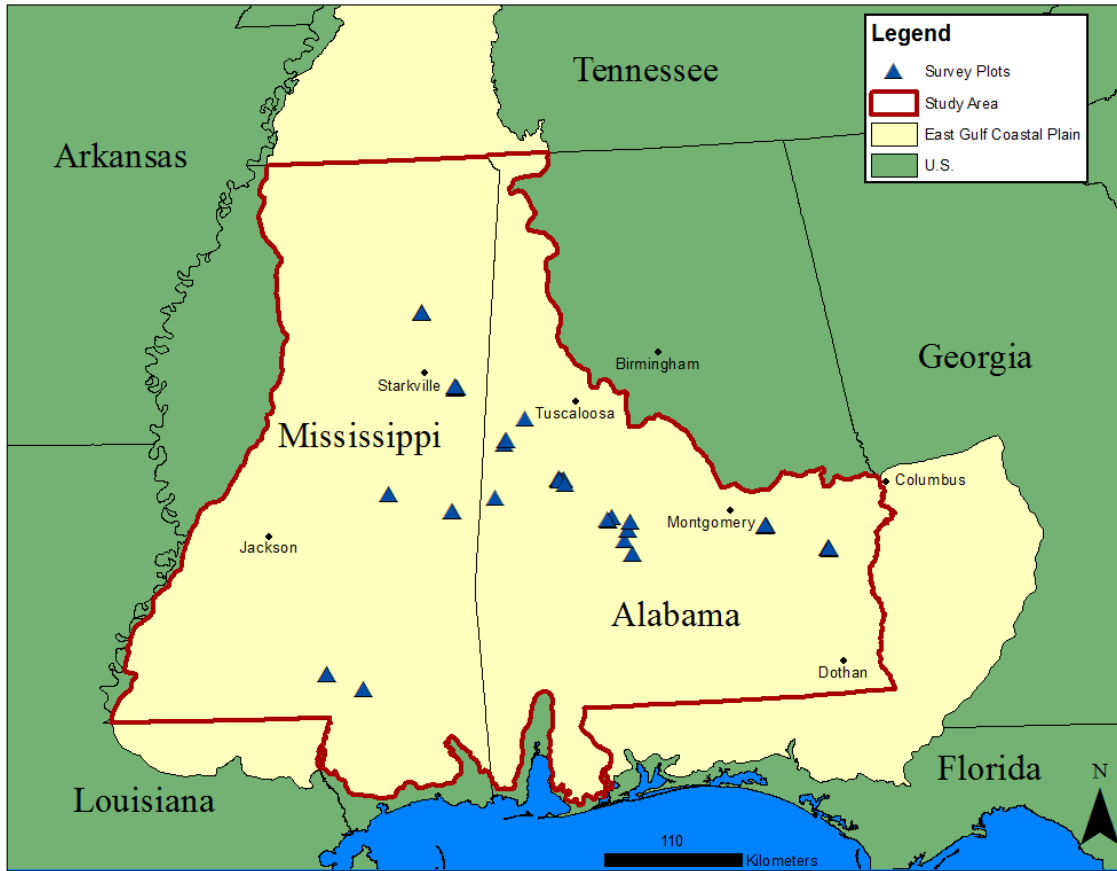 Legend
Survey Plots
Study Area
East Gulf Coastal Plain
U.S.
Tennessee
Arkansas
Birmingham
Georgia
Starkville
Tuscaloosa
Mississippi
Columbus
Montgomery
Jackson
Alabama
Dothan
Florida
N
Louisiana
110
Kilometers